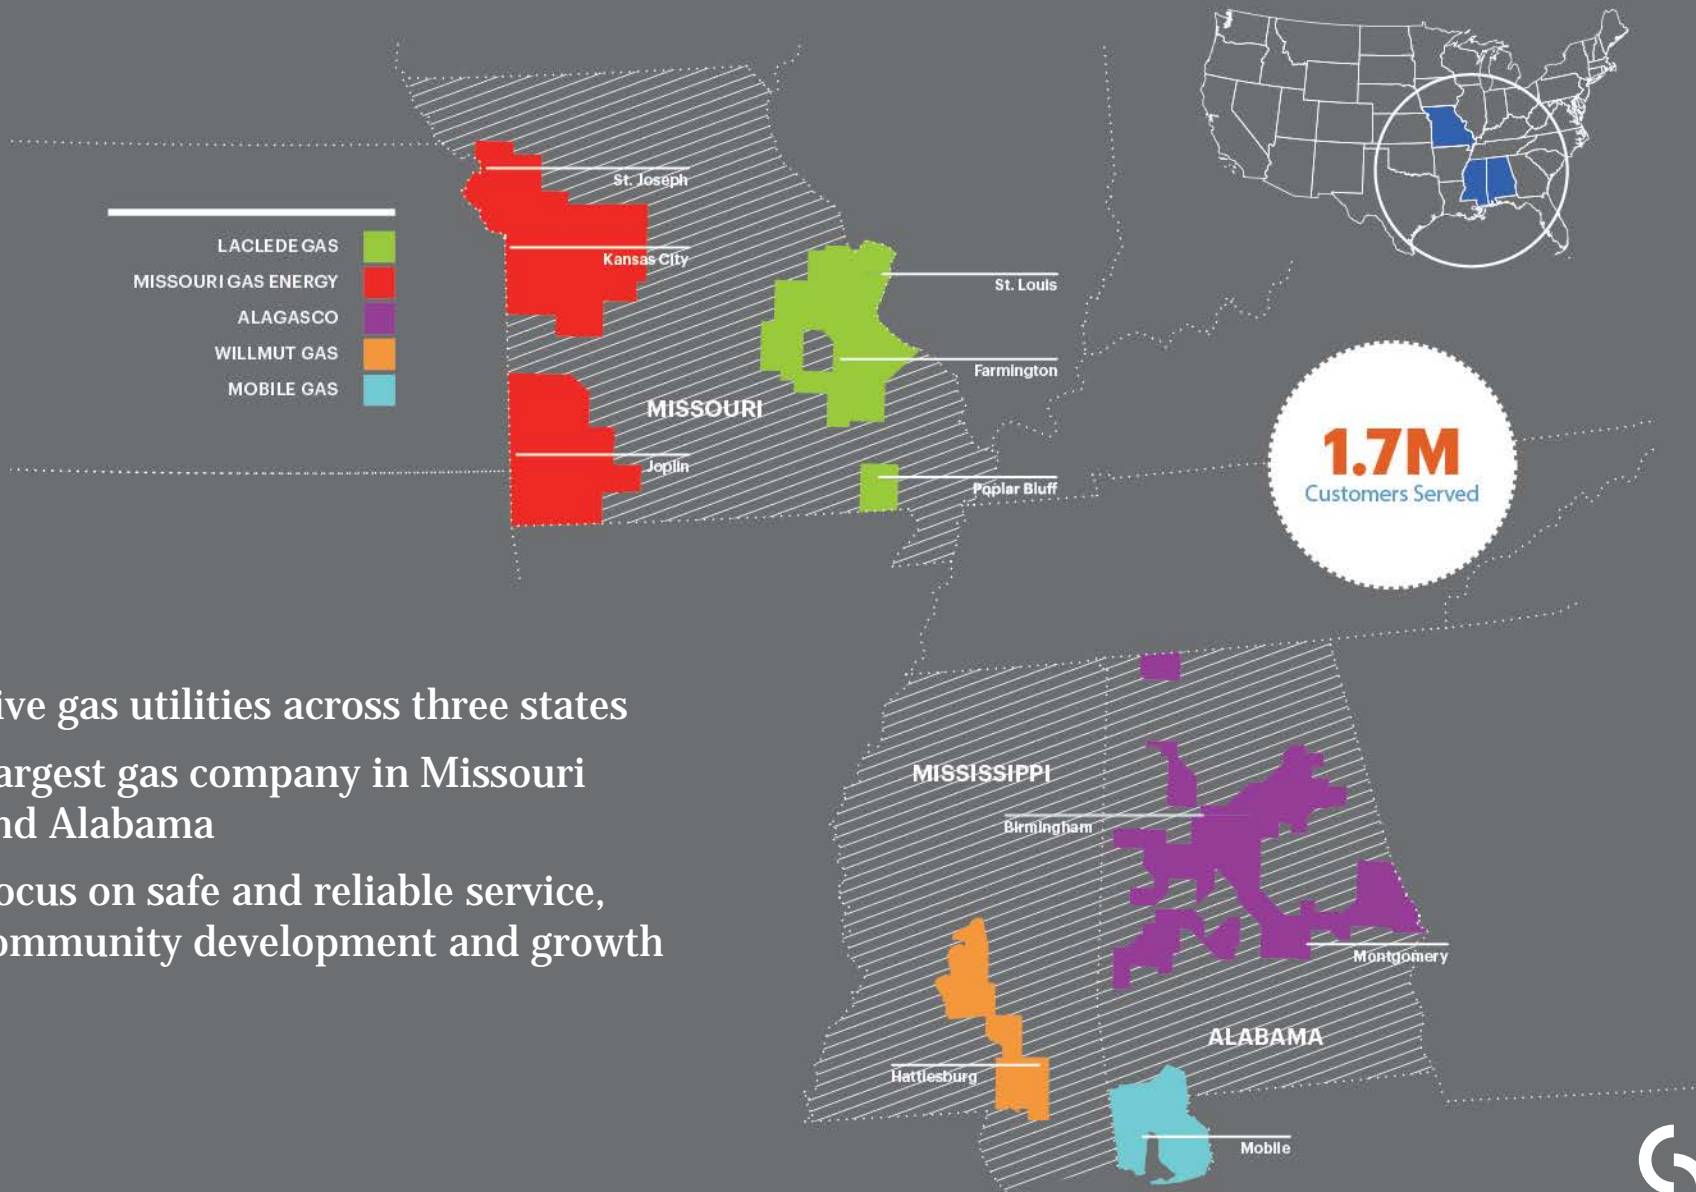 St. Joseph
Kansas City
LACLEDE GAS
MISSOURI GAS ENERGY
ALAGASCO
WILLMUT GAS
MOBILE GAS
St. Louis
Farmington
MISSOURI
Joplin
Poplar Bluff
1.7M
Customers Served
ive gas utilities across three states
argest gas company in Missouri
nd Alabama
ocus on safe and reliable service,
ommunity development and growth
MISSISSIPPI
Birmingham
Montgomery
ALABAMA
Hattiesburg
Mobile